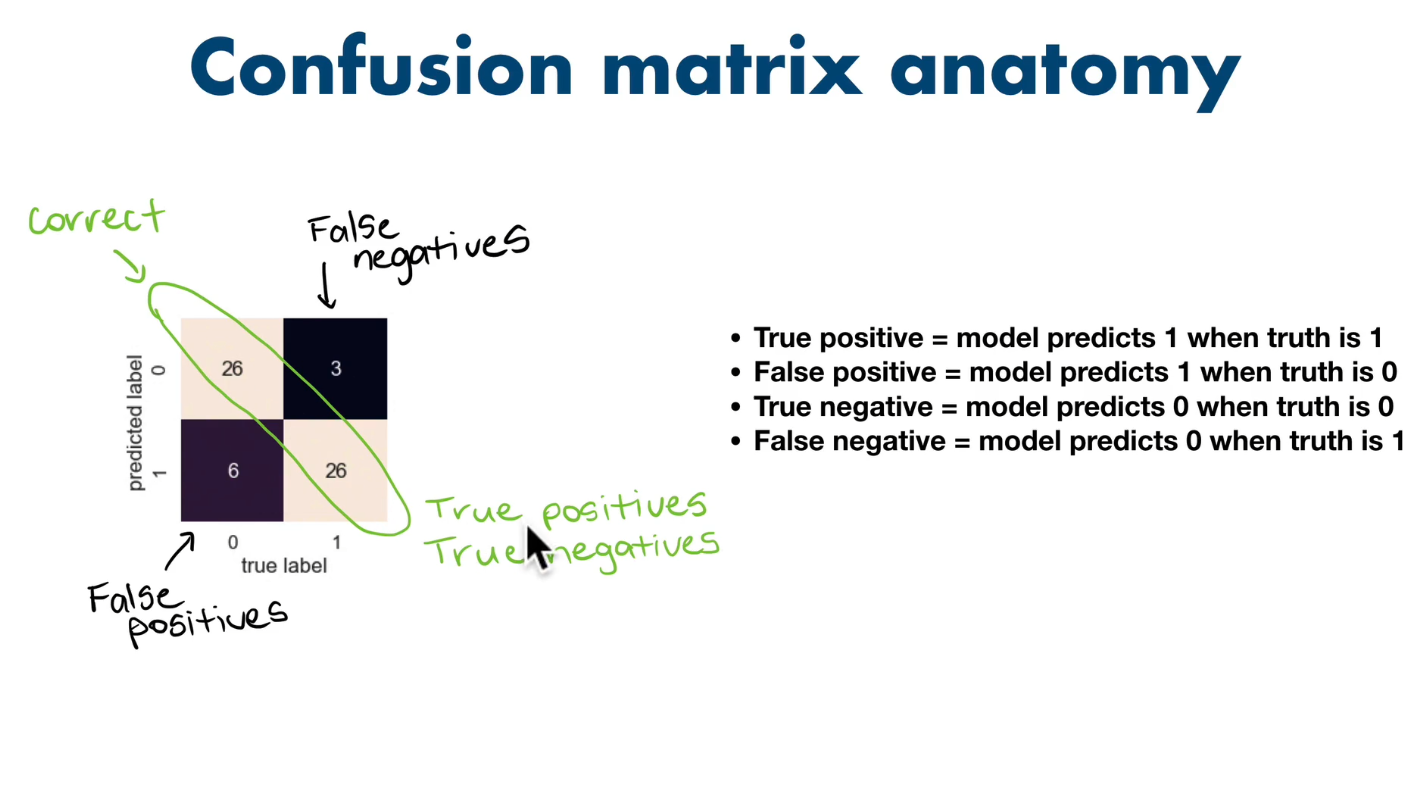 Confusion matrix anatomy
correct
False
negatives
predicted label
0
1
26
3
6
26
0
1
true label
False
positives
True positives
True negatives
• True positive = model predicts 1 when truth is 1
• False positive = model predicts 1 when truth is 0
• True negative = model predicts 0 when truth is 0
• False negative = model predicts 0 when truth is 1